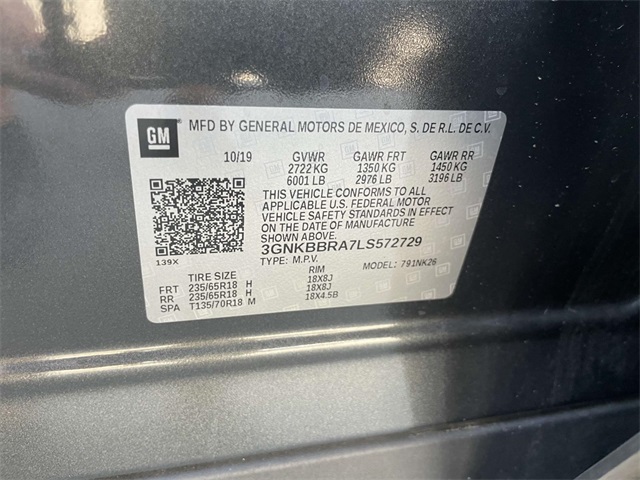 GM
MFD BY GENERAL MOTORS DE MEXICO, S. DE R.L. DE C.V.
10/19 GVWR GAWR FRT GAWR RR
2722 KG 1350 KG 1450 KG
6001 LB 2976 LB 3196 LB
THIS VEHICLE CONFORMS TO ALL
APPLICABLE U.S. FEDERAL MOTOR
VEHICLE SAFETY STANDARDS IN EFFECT
ON THE DATE OF MANUFACTURE
SHOWN ABOVE.
3GNKBBRA7LS572729
139X TYPE: M.P.V. MODEL: 791NK26
TIRE SIZE RIM
FRT 235/65R18 H 18X8J
RR 235/65R18 H 18X8J
SPA T135/70R18 M 18X4.5B